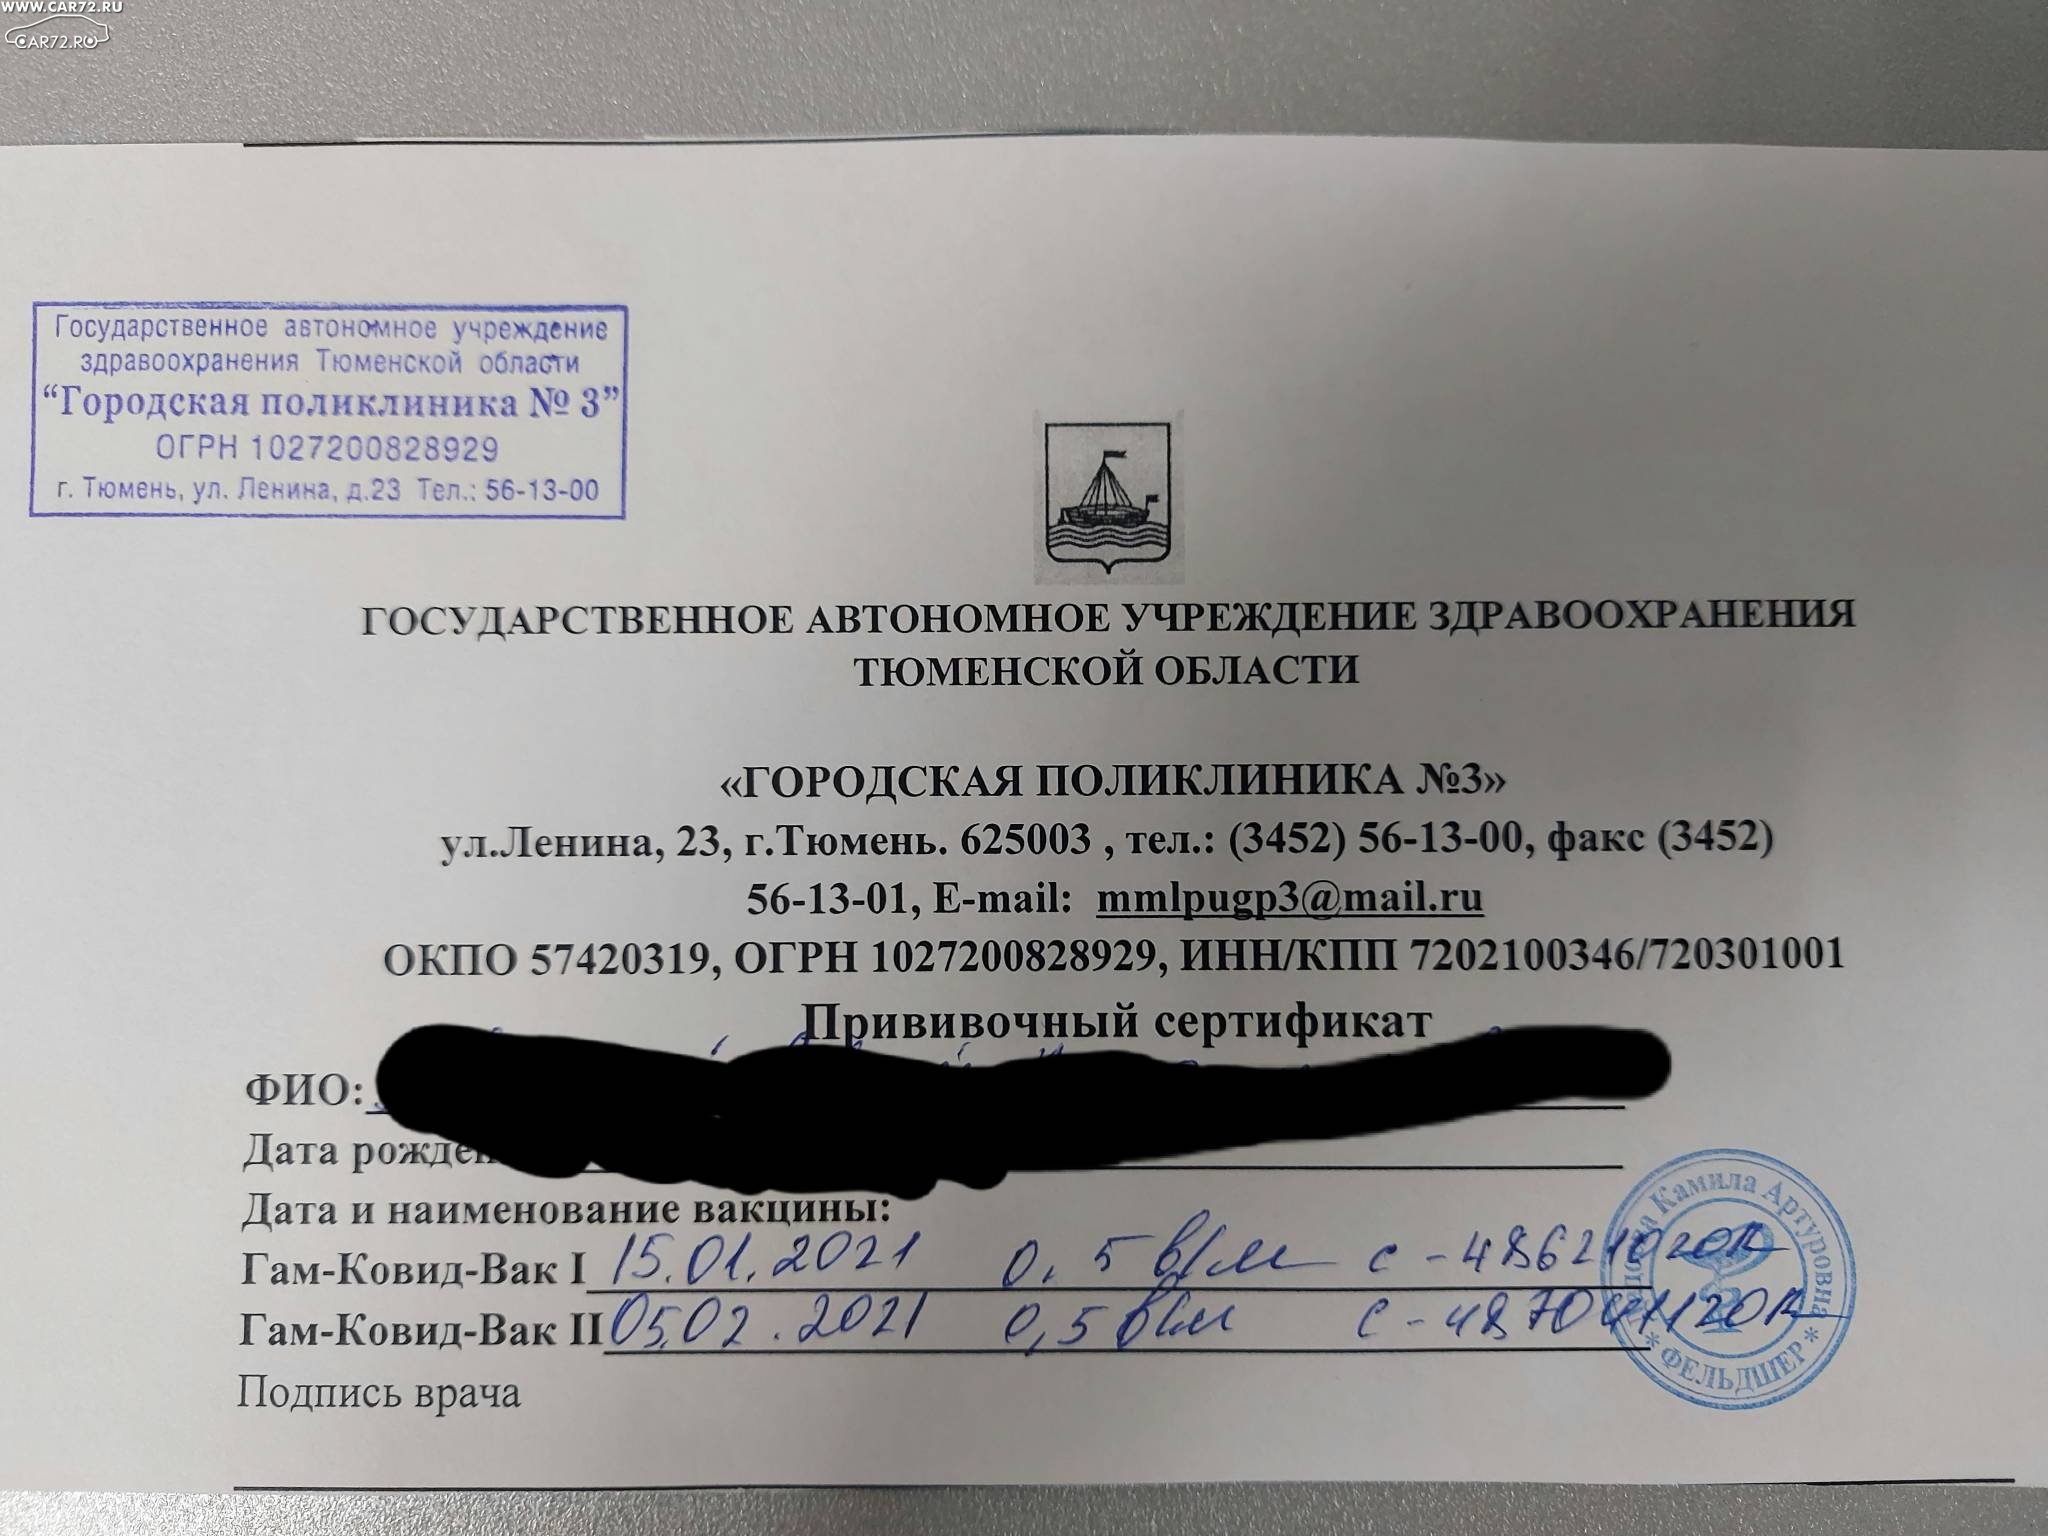 WWW.CAR72.RU
CAR72.RU
Государственное автономное учреждение
здравоохранения Тюменской области
“Городская поликлиника № 3”
ОГРН 1027200828929
г. Тюмень, ул. Ленина, д.23 Тел.: 56-13-00
ГОСУДАРСТВЕННОЕ АВТОНОМНОЕ УЧРЕЖДЕНИЕ ЗДРАВООХРАНЕНИЯ
ТЮМЕНСКОЙ ОБЛАСТИ
«ГОРОДСКАЯ ПОЛИКЛИНИКА №3»
ул.Ленина, 23, г.Тюмень. 625003 , тел.: (3452) 56-13-00, факс (3452)
56-13-01, E-mail: mmlpugp3@mail.ru
ОКПО 57420319, ОГРН 1027200828929, ИНН/КПП 7202100346/720301001
Прививочный сертификат
ФИО:
Дата
Дата и наименование вакцины:
Гам-Ковид-Вак I 15.01.2021 0,5 в/м
Гам-Ковид-Вак II 05.02.2021 0,5 в/м
Подпись врача
Камила Артуровна
* ФЕЛЬДШЕР *